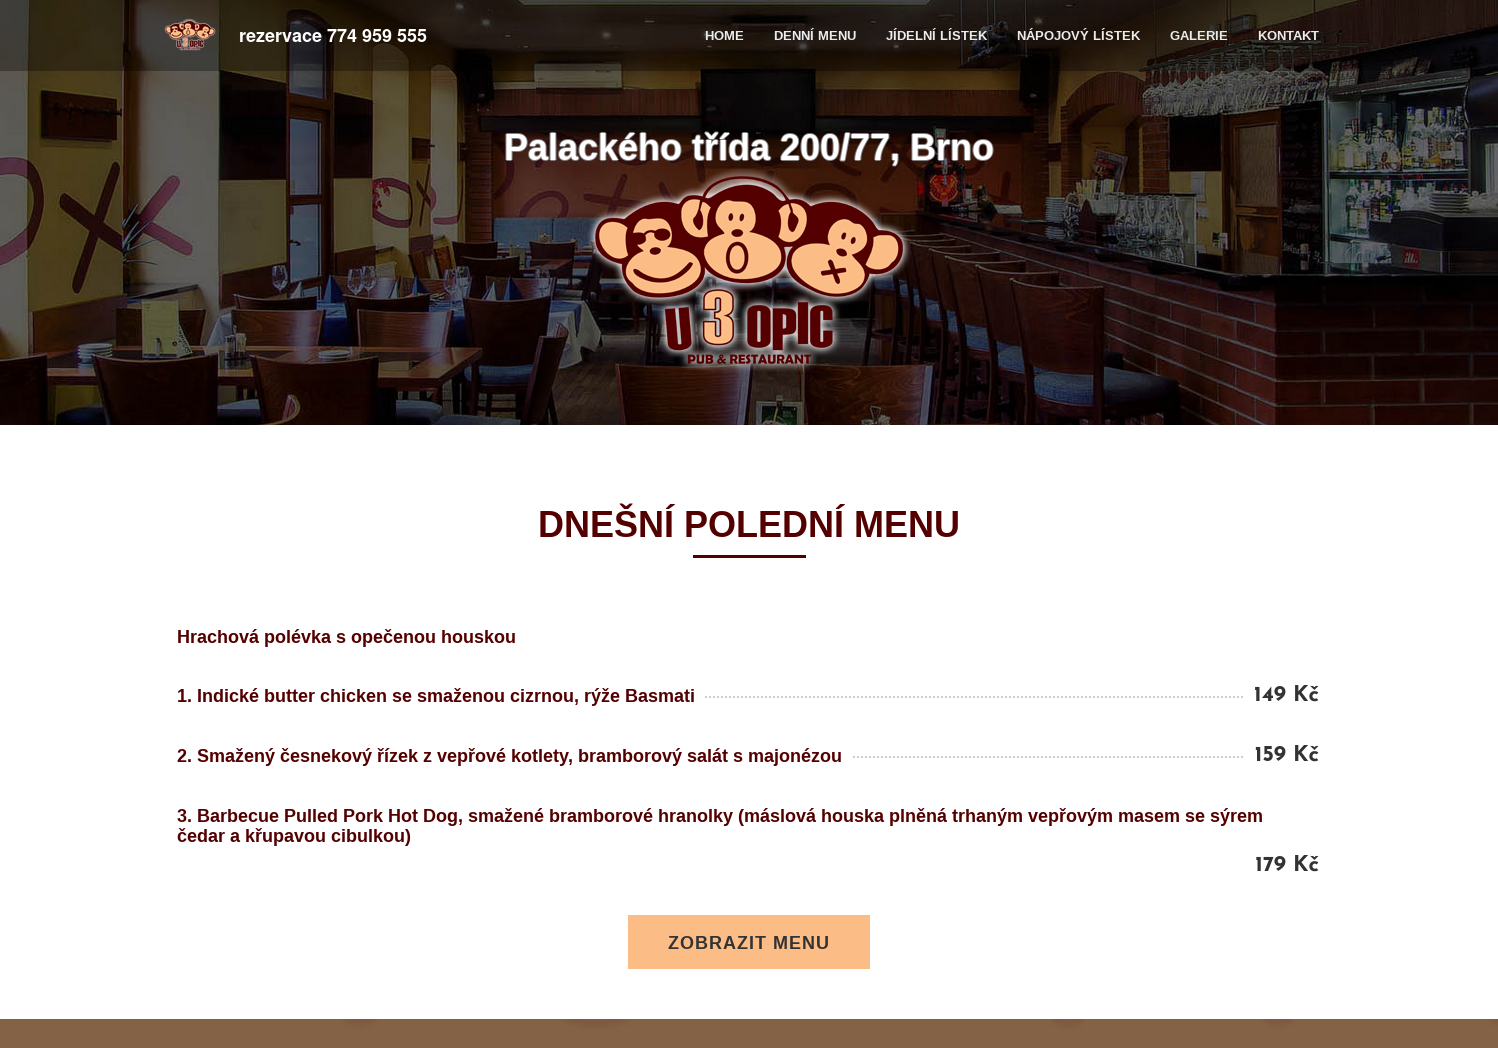 rezervace 774 959 555
HOME DENNÍ MENU JÍDELNÍ LÍSTEK NÁPOJOVÝ LÍSTEK GALERIE KONTAKT
Palackého třída 200/77, Brno
U 3 OPIC
PUB & RESTAURANT
DNEŠNÍ POLEDNÍ MENU
Hrachová polévka s opečenou houskou
1. Indické butter chicken se smaženou cizrnou, rýže Basmati 149 Kč
2. Smažený česnekový řízek z vepřové kotlety, bramborový salát s majonézou 159 Kč
3. Barbecue Pulled Pork Hot Dog, smažené bramborové hranolky (máslová houska plněná trhaným vepřovým masem se sýrem
čedar a křupavou cibulkou)
179 Kč
ZOBRAZIT MENU